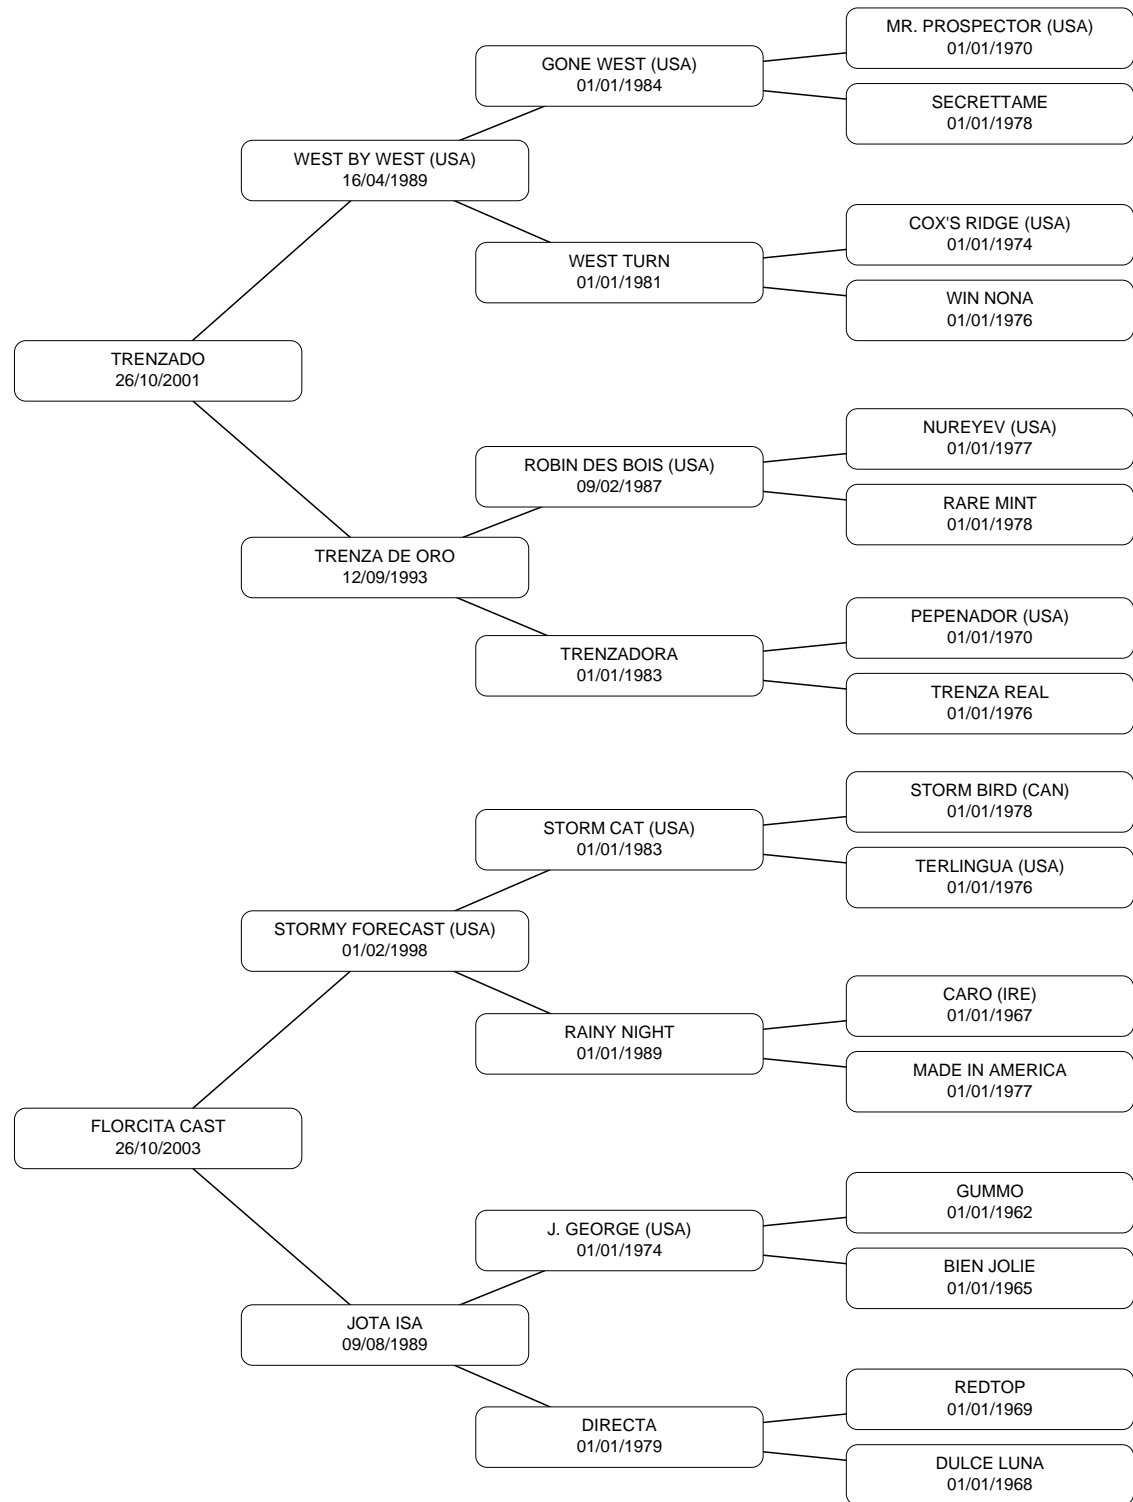 MR. PROSPECTOR (USA)
01/01/1970
GONE WEST (USA)
01/01/1984
SECRETTAME
01/01/1978
WEST BY WEST (USA)
16/04/1989
COX'S RIDGE (USA)
01/01/1974
WEST TURN
01/01/1981
WIN NONA
01/01/1976
TRENZADO
26/10/2001
NUREYEV (USA)
01/01/1977
ROBIN DES BOIS (USA)
09/02/1987
RARE MINT
01/01/1978
TRENZA DE ORO
12/09/1993
PEPENADOR (USA)
01/01/1970
TRENZADORA
01/01/1983
TRENZA REAL
01/01/1976
STORM BIRD (CAN)
01/01/1978
STORM CAT (USA)
01/01/1983
TERLINGUA (USA)
01/01/1976
STORMY FORECAST (USA)
01/02/1998
CARO (IRE)
01/01/1967
RAINY NIGHT
01/01/1989
MADE IN AMERICA
01/01/1977
FLORCITA CAST
26/10/2003
GUMMO
01/01/1962
J. GEORGE (USA)
01/01/1974
BIEN JOLIE
01/01/1965
JOTA ISA
09/08/1989
REDTOP
01/01/1969
DIRECTA
01/01/1979
DULCE LUNA
01/01/1968